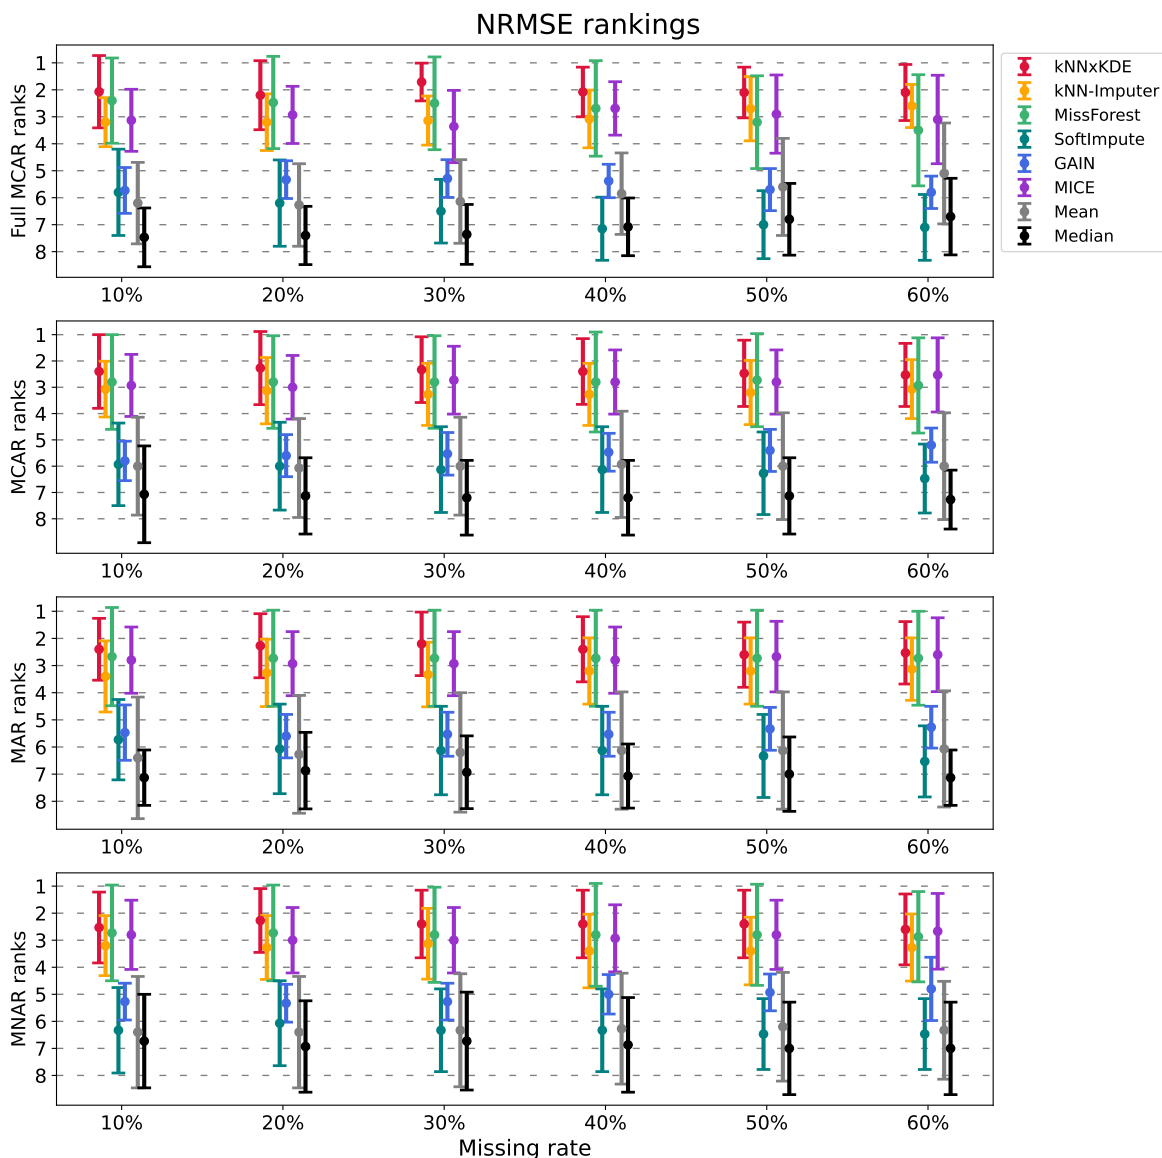 NRMSE rankings
Full MCAR ranks
1
2
3
4
5
6
7
8
10% 20% 30% 40% 50% 60%
kNNxKDE
kNN-Imputer
MissForest
SoftImpute
GAIN
MICE
Mean
Median
MCAR ranks
1
2
3
4
5
6
7
8
10% 20% 30% 40% 50% 60%
MAR ranks
1
2
3
4
5
6
7
8
10% 20% 30% 40% 50% 60%
MNAR ranks
1
2
3
4
5
6
7
8
10% 20% 30% 40% 50% 60%
Missing rate